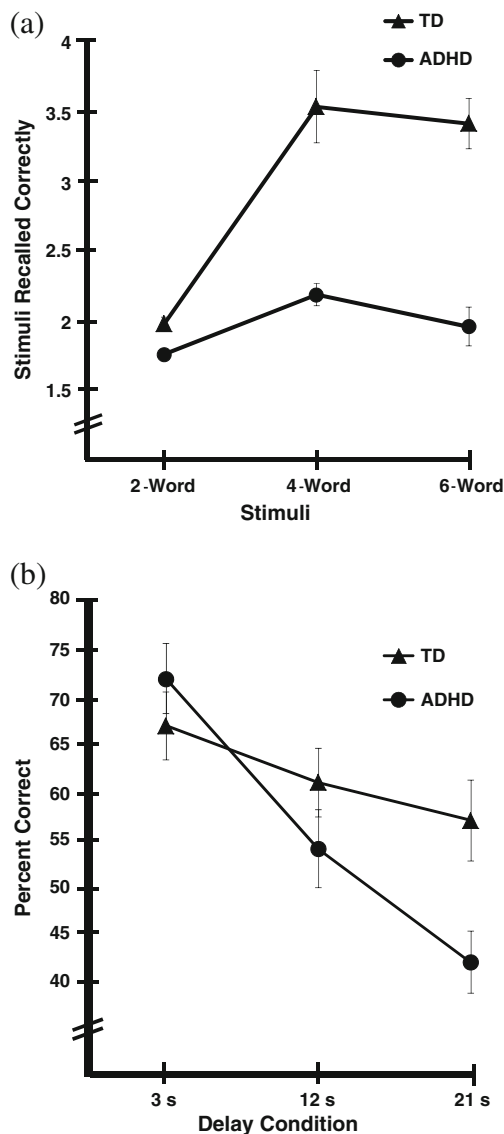 (a)
TD
ADHD
4
3.5
3
2.5
2
1.5
Stimuli Recalled Correctly
2-Word 4-Word 6-Word
Stimuli
(b)
80
75
70
65
60
55
50
45
40
TD
ADHD
Percent Correct
3 s 12 s 21 s
Delay Condition